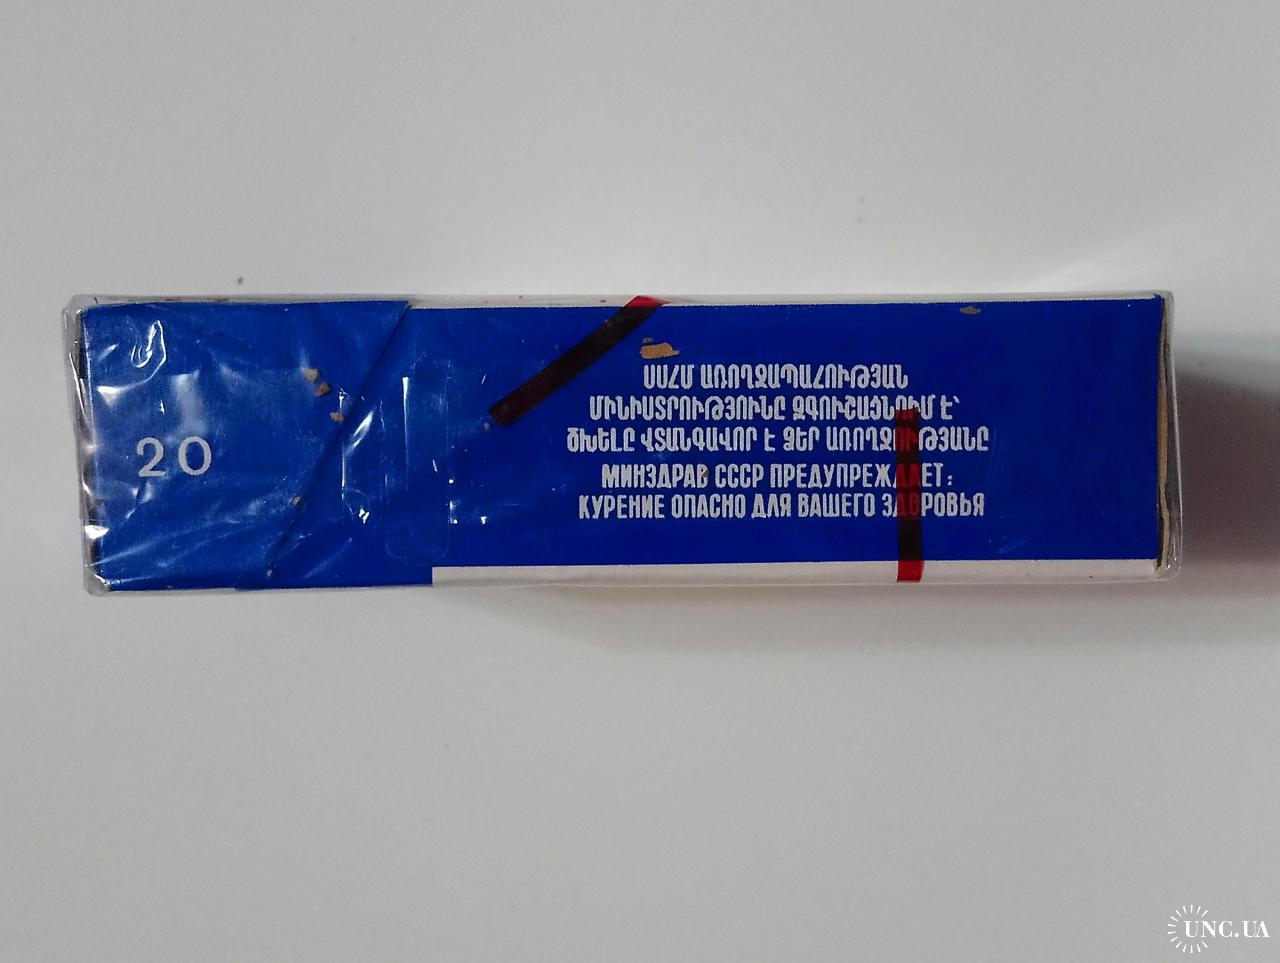 20
ՍՍՀՄ ԱՌՈՂՋԱՊԱՀՈՒԹՅԱՆ
ՄԻՆԻՍՏՐՈՒԹՅՈՒՆԸ ԶԳՈՒՇԱՑՆՈՒՄ Է՝
ԾԽԵԼԸ ՎՏԱՆԳԱՎՈՐ Է ՁԵՐ ԱՌՈՂՋՈՒԹՅԱՆԸ
МИНЗДРАВ СССР ПРЕДУПРЕЖДАЕТ:
КУРЕНИЕ ОПАСНО ДЛЯ ВАШЕГО ЗДОРОВЬЯ
UNC.UA